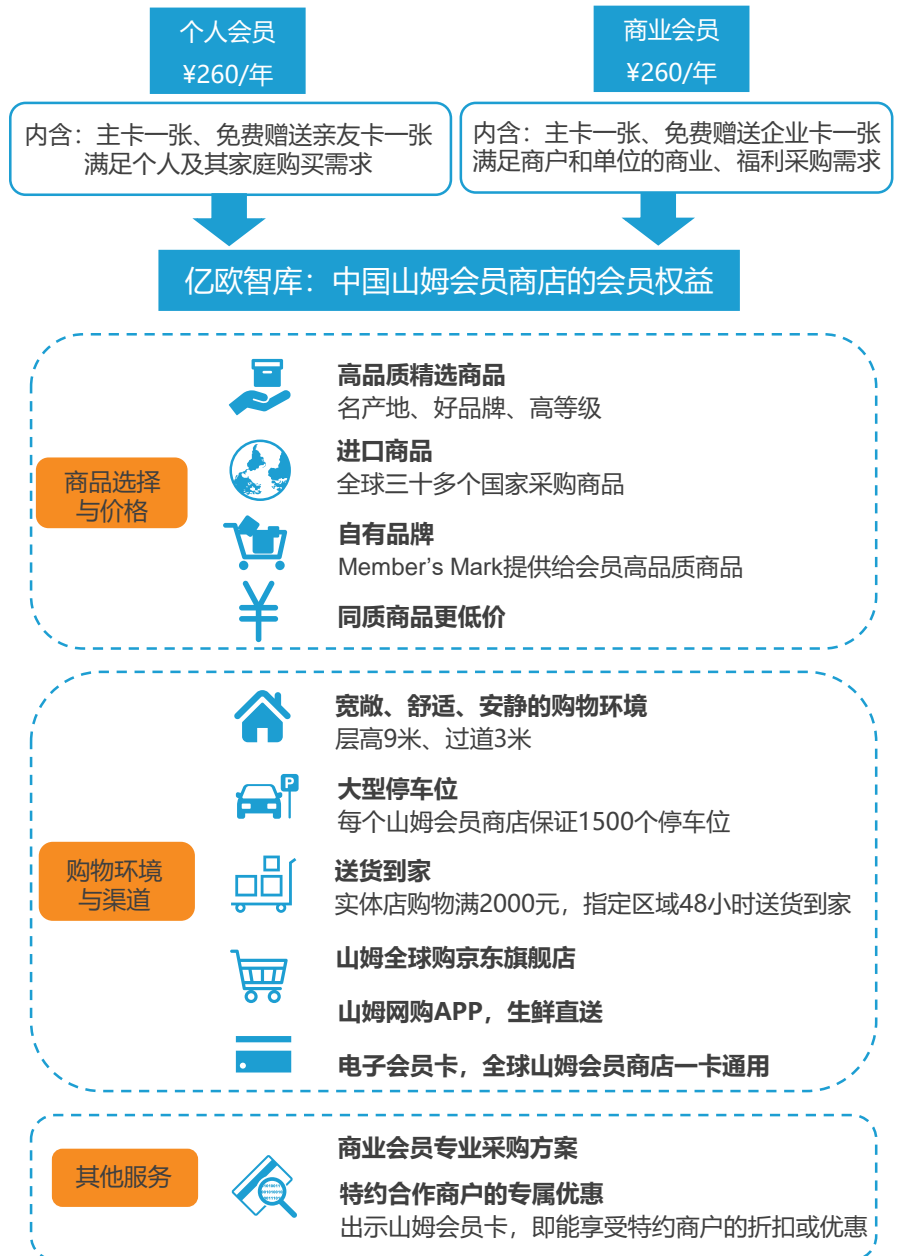 个人会员
¥260/年
商业会员
¥260/年
内含：主卡一张、免费赠送亲友卡一张
满足个人及其家庭购买需求
内含：主卡一张、免费赠送企业卡一张
满足商户和单位的商业、福利采购需求
亿欧智库：中国山姆会员商店的会员权益
商品选择
与价格
高品质精选商品
名产地、好品牌、高等级
进口商品
全球三十多个国家采购商品
自有品牌
Member’s Mark提供给会员高品质商品
同质商品更低价
购物环境
与渠道
宽敞、舒适、安静的购物环境
层高9米、过道3米
P
大型停车位
每个山姆会员商店保证1500个停车位
送货到家
实体店购物满2000元，指定区域48小时送货到家
山姆全球购京东旗舰店
山姆网购APP，生鲜直送
电子会员卡，全球山姆会员商店一卡通用
其他服务
商业会员专业采购方案
特约合作商户的专属优惠
出示山姆会员卡，即能享受特约商户的折扣或优惠